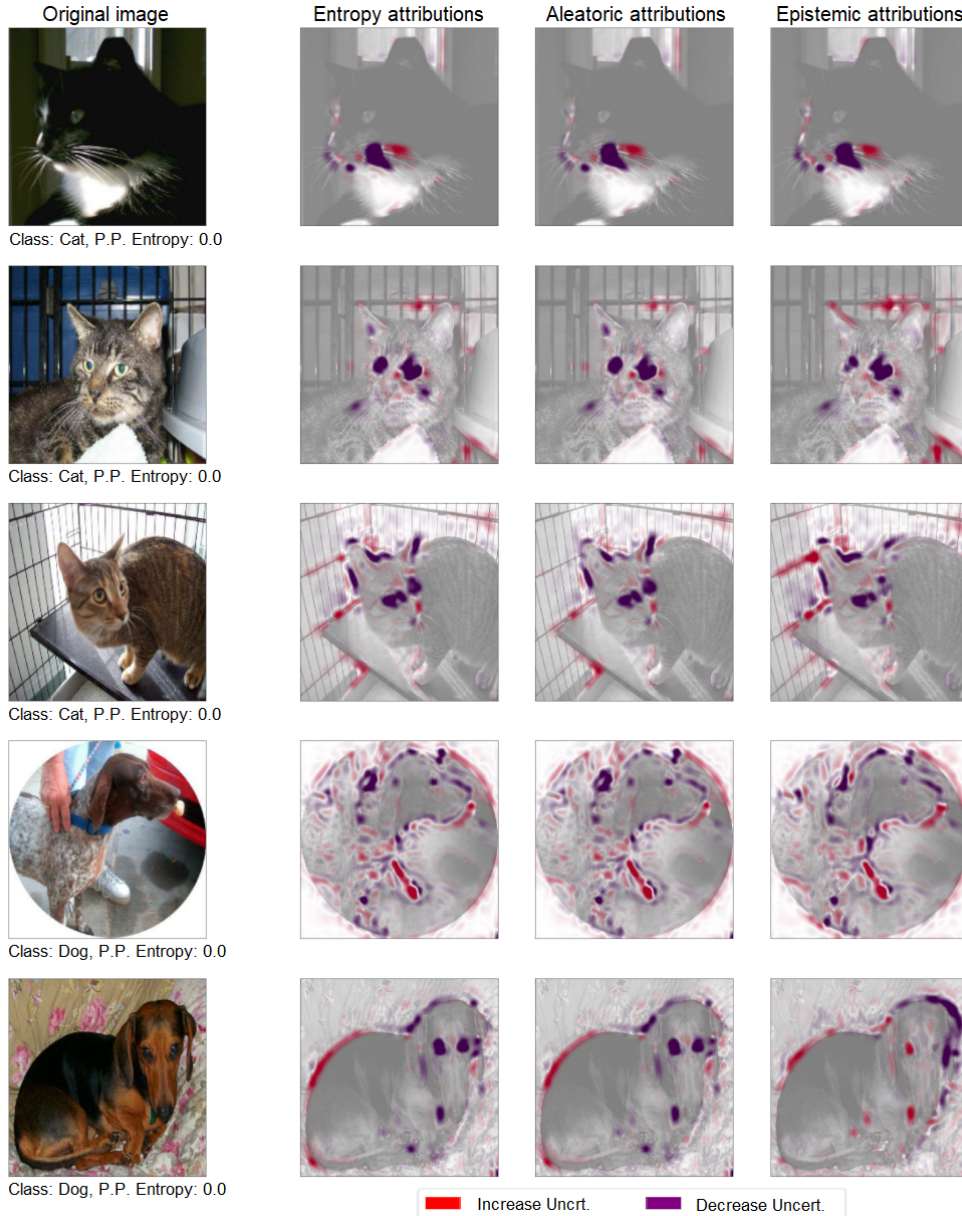 Original image
Entropy attributions
Aleatoric attributions
Epistemic attributions
Class: Cat, P.P. Entropy: 0.0
Class: Cat, P.P. Entropy: 0.0
Class: Cat, P.P. Entropy: 0.0
Class: Dog, P.P. Entropy: 0.0
Class: Dog, P.P. Entropy: 0.0
Increase Uncrt.
Decrease Uncert.